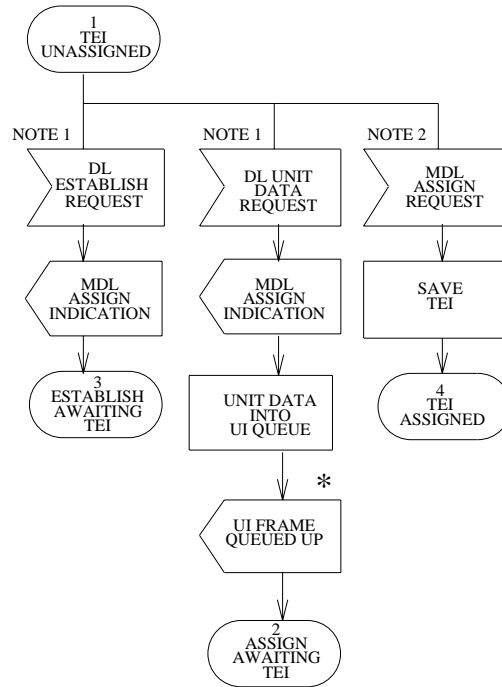 1
TEI
UNASSIGNED
NOTE 1
NOTE 1
NOTE 2
DL
ESTABLISH
REQUEST
DL UNIT
DATA
REQUEST
MDL
ASSIGN
REQUEST
MDL
ASSIGN
INDICATION
MDL
ASSIGN
INDICATION
SAVE
TEI
3
ESTABLISH
AWAITING
TEI
UNIT DATA
INTO
UI QUEUE
4
TEI
ASSIGNED
*
UI FRAME
QUEUED UP
2
ASSIGN
AWAITING
TEI